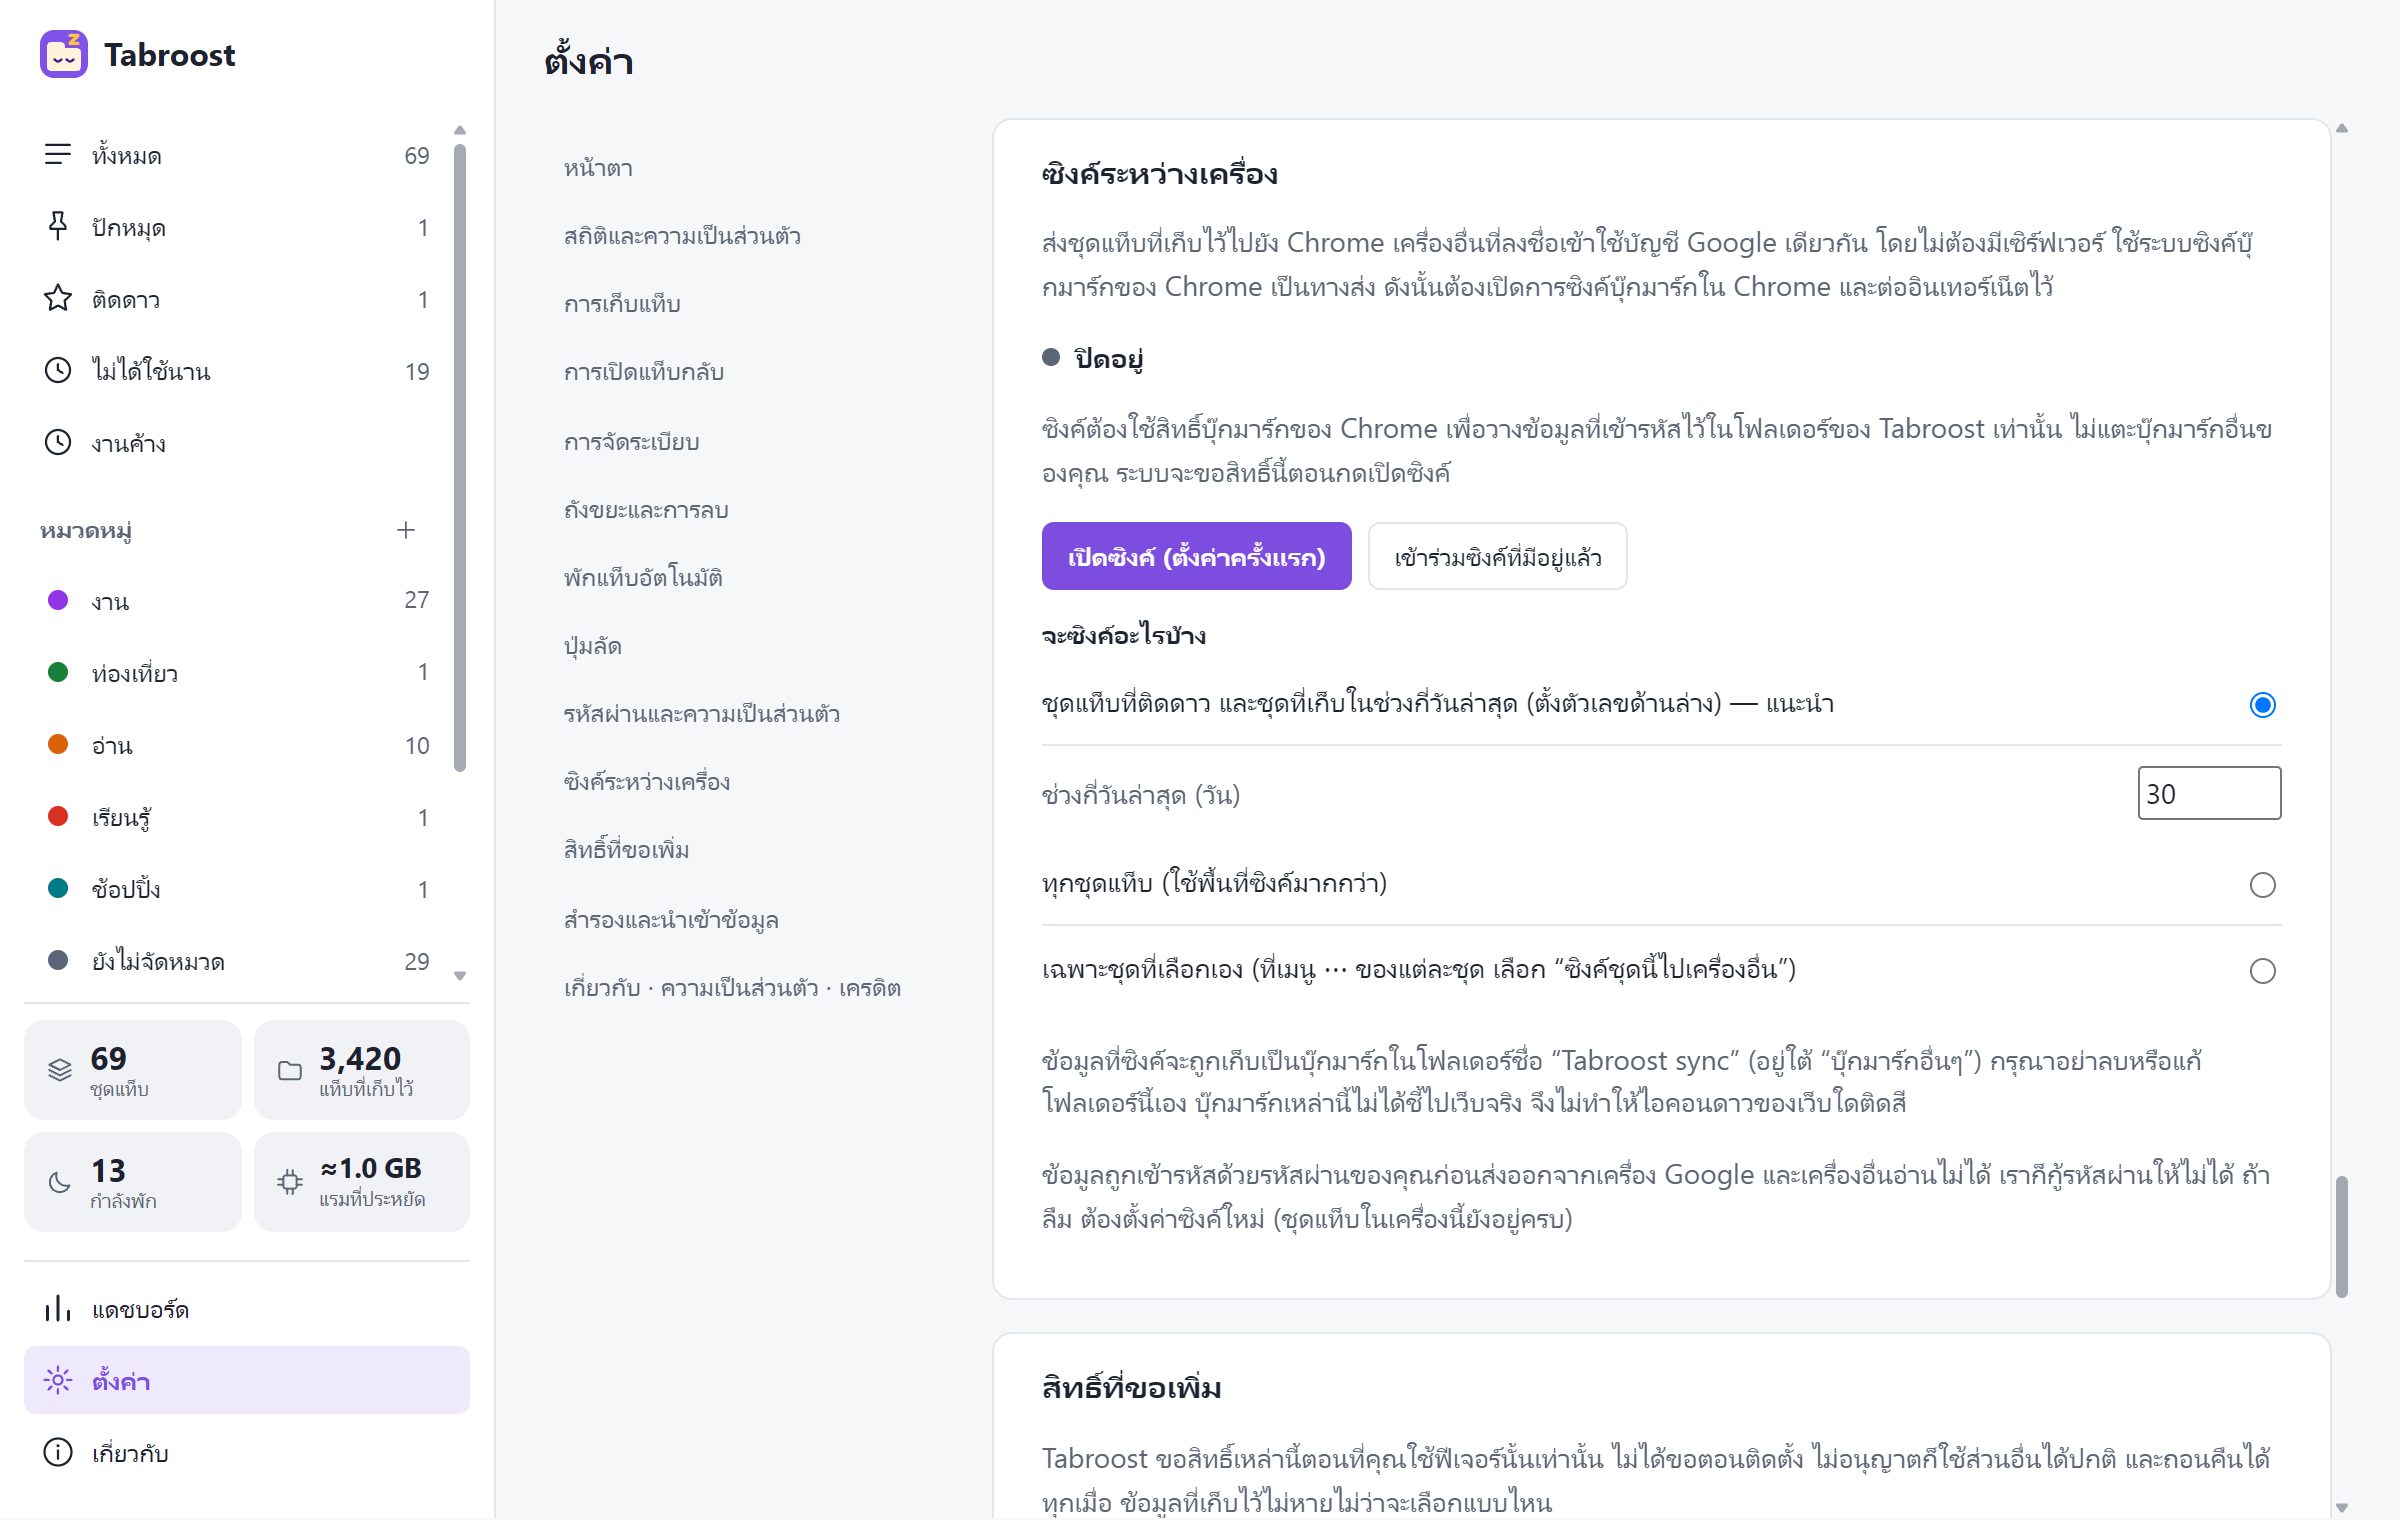 Tabroost
ทั้งหมด 69
ปักหมุด 1
ติดดาว 1
ไม่ได้ใช้นาน 19
งานค้าง
หมวดหมู่ +
งาน 27
ท่องเที่ยว 1
อ่าน 10
เรียนรู้ 1
ช้อปปิ้ง 1
ยังไม่จัดหมวด 29
69
ชุดแท็บ
3,420
แท็บที่เก็บไว้
13
กำลังพัก
≈1.0 GB
แรมที่ประหยัด
แดชบอร์ด
ตั้งค่า
เกี่ยวกับ
ตั้งค่า
หน้าตา
สถิติและความเป็นส่วนตัว
การเก็บแท็บ
การเปิดแท็บกลับ
การจัดระเบียบ
ถังขยะและการลบ
พักแท็บอัตโนมัติ
ปุ่มลัด
รหัสผ่านและความเป็นส่วนตัว
ซิงค์ระหว่างเครื่อง
สิทธิ์ที่ขอเพิ่ม
สำรองและนำเข้าข้อมูล
เกี่ยวกับ · ความเป็นส่วนตัว · เครดิต
ซิงค์ระหว่างเครื่อง
ส่งชุดแท็บที่เก็บไว้ไปยัง Chrome เครื่องอื่นที่ลงชื่อเข้าใช้บัญชี Google เดียวกัน โดยไม่ต้องมีเซิร์ฟเวอร์ ใช้ระบบซิงค์บุ๊
กมาร์กของ Chrome เป็นทางส่ง ดังนั้นต้องเปิดการซิงค์บุ๊กมาร์กใน Chrome และต่ออินเทอร์เน็ตไว้
ปิดอยู่
ซิงค์ต้องใช้สิทธิ์บุ๊กมาร์กของ Chrome เพื่อวางข้อมูลที่เข้ารหัสไว้ในโฟลเดอร์ของ Tabroost เท่านั้น ไม่แตะบุ๊กมาร์กอื่นข
องคุณ ระบบจะขอสิทธิ์นี้ตอนกดเปิดซิงค์
เปิดซิงค์ (ตั้งค่าครั้งแรก)
เข้าร่วมซิงค์ที่มีอยู่แล้ว
จะซิงค์อะไรบ้าง
ชุดแท็บที่ติดดาว และชุดที่เก็บในช่วงกี่วันล่าสุด (ตั้งตัวเลขด้านล่าง) — แนะนำ
ช่วงกี่วันล่าสุด (วัน) 30
ทุกชุดแท็บ (ใช้พื้นที่ซิงค์มากกว่า)
เฉพาะชุดที่เลือกเอง (ที่เมนู ⋯ ของแต่ละชุด เลือก “ซิงค์ชุดนี้ไปเครื่องอื่น”)
ข้อมูลที่ซิงค์จะถูกเก็บเป็นบุ๊กมาร์กในโฟลเดอร์ชื่อ “Tabroost sync” (อยู่ใต้ “บุ๊กมาร์กอื่นๆ”) กรุณาอย่าลบหรือแก้
โฟลเดอร์นี้เอง บุ๊กมาร์กเหล่านี้ไม่ได้ชี้ไปเว็บจริง จึงไม่ทำให้ไอคอนดาวของเว็บใดติดสี
ข้อมูลถูกเข้ารหัสด้วยรหัสผ่านของคุณก่อนส่งออกจากเครื่อง Google และเครื่องอื่นอ่านไม่ได้ เราก็กู้รหัสผ่านให้ไม่ได้ ถ้า
ลืม ต้องตั้งค่าซิงค์ใหม่ (ชุดแท็บในเครื่องนี้ยังอยู่ครบ)
สิทธิ์ที่ขอเพิ่ม
Tabroost ขอสิทธิ์เหล่านี้ตอนที่คุณใช้ฟีเจอร์นั้นเท่านั้น ไม่ได้ขอตอนติดตั้ง ไม่อนุญาตก็ใช้ส่วนอื่นได้ปกติ และถอนคืนได้
ทุกเมื่อ ข้อมูลที่เก็บไว้ไม่หายไม่ว่าจะเลือกแบบไหน